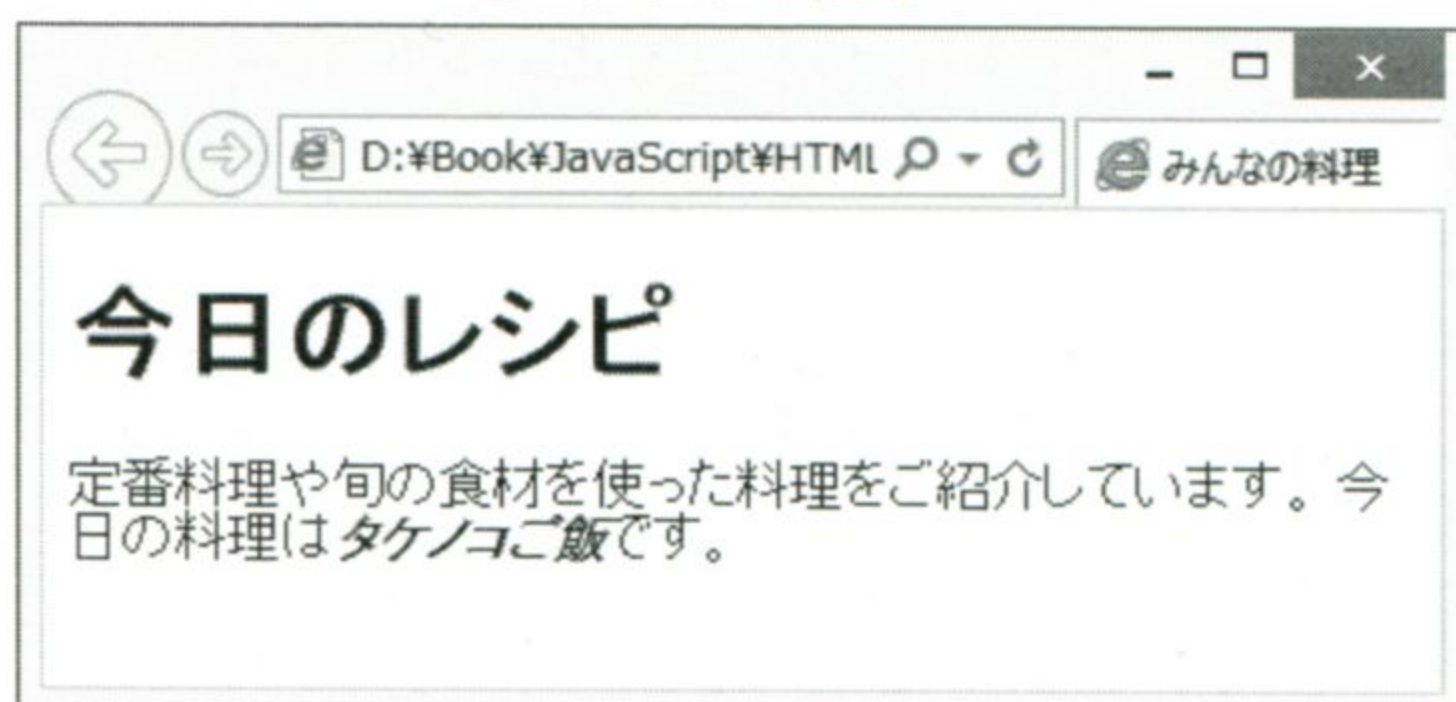 D:¥Book¥JavaScript¥HTML
みんなの料理
今日のレシピ
定番料理や旬の食材を使った料理をご紹介しています。今
日の料理はタケノコご飯です。